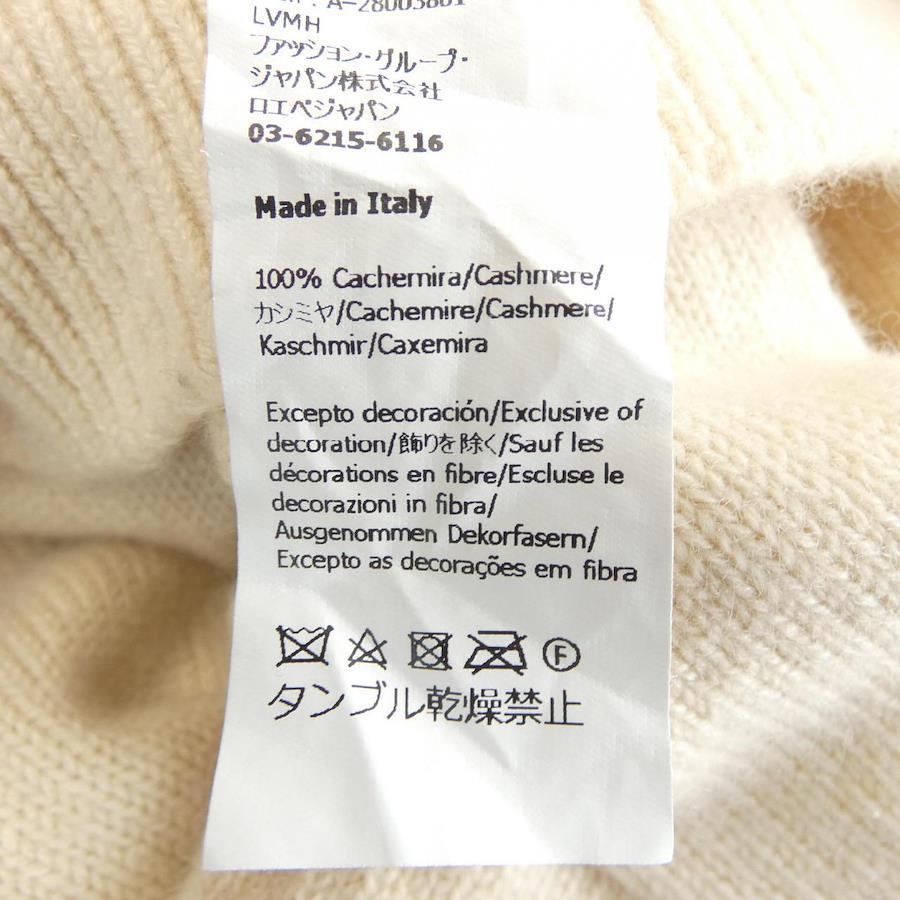 A-28003801
LVMH
ファッション・グループ・
ジャパン株式会社
ロエベジャパン
03-6215-6116
Made in Italy
100% Cachemira/Cashmere/
カシミヤ/Cachemire/Cashmere/
Kaschmir/Caxemira
Excepto decoración/Exclusive of
decoration/飾りを除く/Sauf les
décorations en fibre/Escluse le
decorazioni in fibra/
Ausgenommen Dekorfasern/
Excepto as decorações em fibra
F
タンブル乾燥禁止